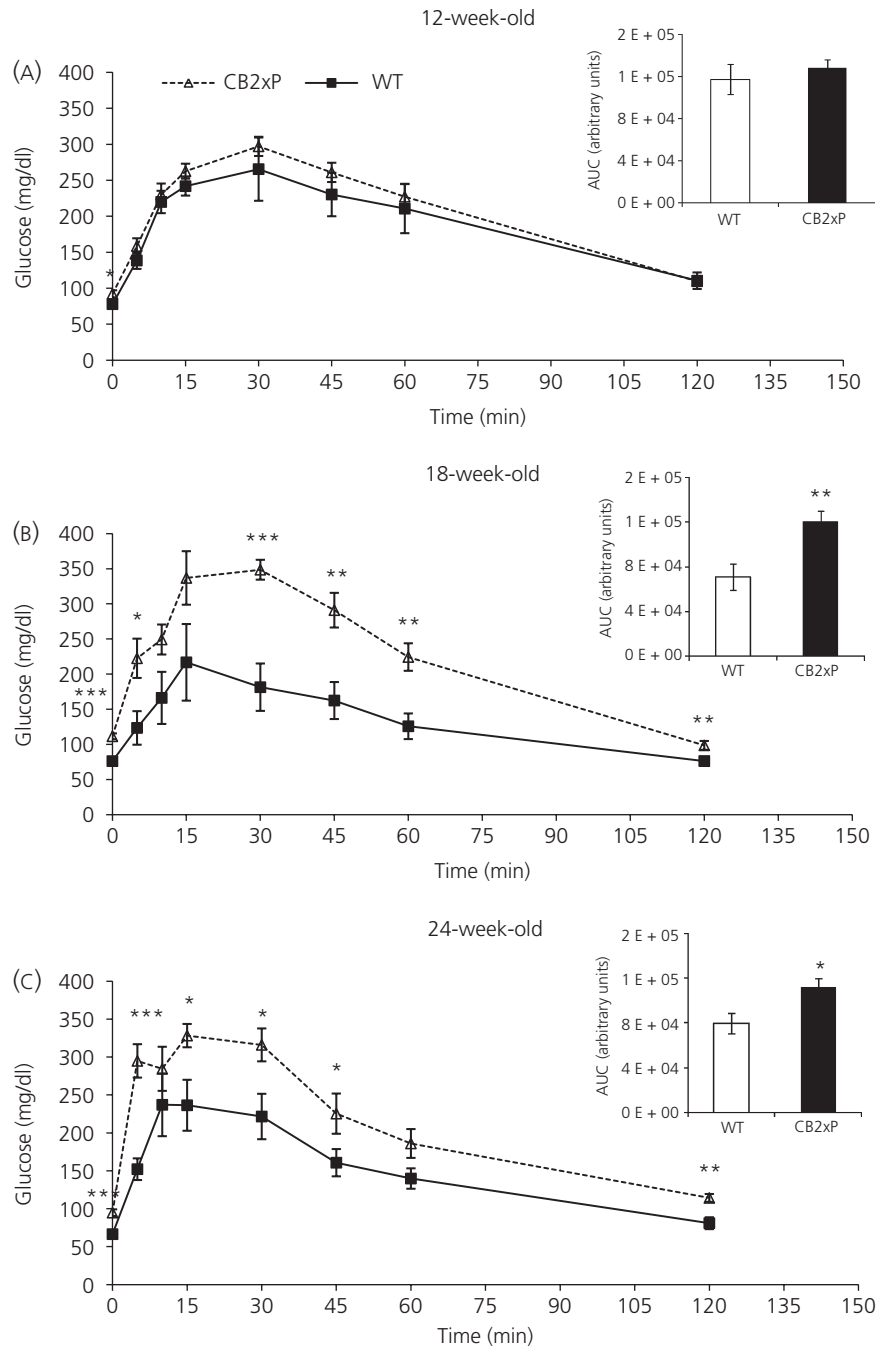 12-week-old
(A)
CB2xP WT
Glucose (mg/dl)
400
350
300
250
200
150
100
50
0
*
0 15 30 45 60 75 90 105 120 135 150
Time (min)
AUC (arbitrary units)
2 E + 05
1 E + 05
8 E + 04
4 E + 04
0 E + 00
WT CB2xP
18-week-old
(B)
Glucose (mg/dl)
400
350
300
250
200
150
100
50
0
*** * *** ** ** **
0 15 30 45 60 75 90 105 120 135 150
Time (min)
AUC (arbitrary units)
2 E + 05
1 E + 05
8 E + 04
4 E + 04
0 E + 00
**
WT CB2xP
24-week-old
(C)
Glucose (mg/dl)
400
350
300
250
200
150
100
50
0
*** *** * * * **
0 15 30 45 60 75 90 105 120 135 150
Time (min)
AUC (arbitrary units)
2 E + 05
1 E + 05
8 E + 04
4 E + 04
0 E + 00
*
WT CB2xP